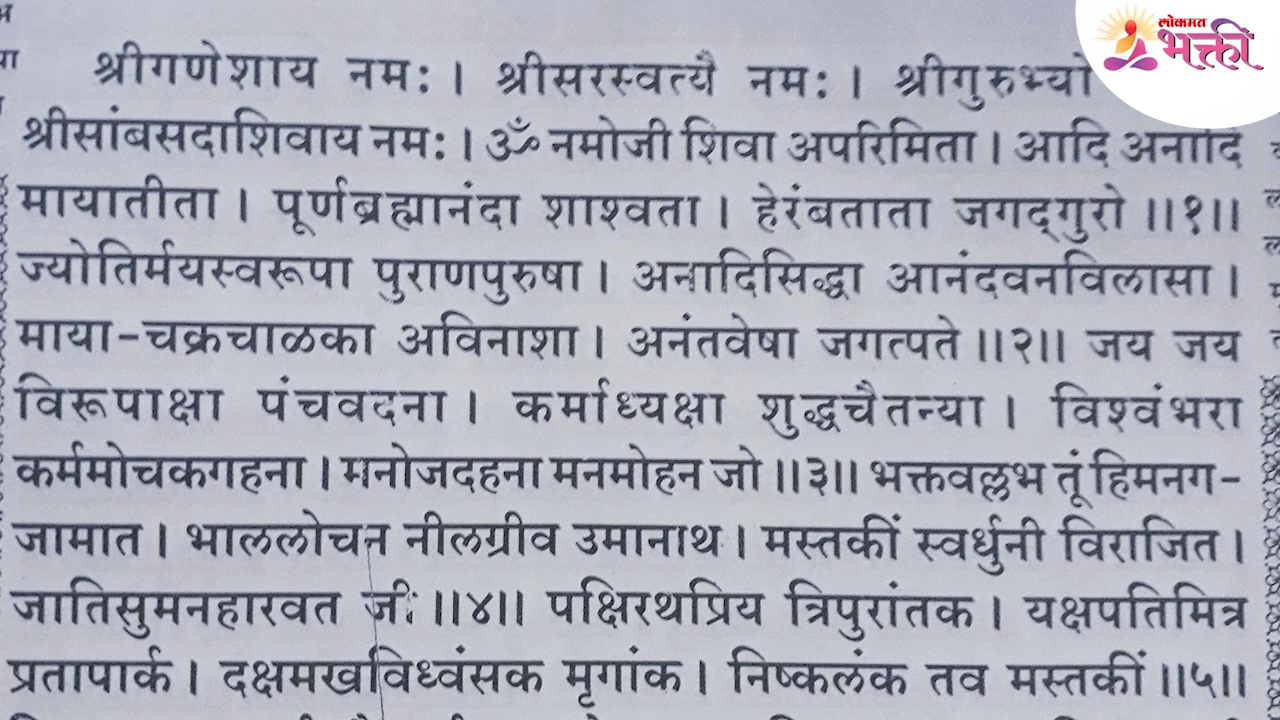 लोकमत
भक्ती
श्रीगणेशाय नमः। श्रीसरस्वत्यै नमः। श्रीगुरुभ्यो
श्रीसांबसदाशिवाय नमः। ॐ नमोजी शिवा अपरिमिता। आदि अनादि
मायातीता। पूर्णब्रह्मानंदा शाश्वता। हेरंबताता जगद्‌गुरो ॥१॥
ज्योतिर्मयस्वरूपा पुराणपुरुषा। अनादिसिद्धा आनंदवनविलासा।
माया-चक्रचाळका अविनाशा। अनंतवेषा जगत्पते ॥२॥ जय जय
विरूपाक्षा पंचवदना। कर्माध्यक्षा शुद्धचैतन्या। विश्वंभरा
कर्ममोचकगहना। मनोजदहना मनमोहन जो ॥३॥ भक्तवल्लभ तूं हिमनग-
जामात। भाललोचन नीलग्रीव उमानाथ। मस्तकीं स्वर्धुनी विराजित।
जातिसुमनहारवत जी ॥४॥ पक्षिरथप्रिय त्रिपुरांतक। यक्षपतिमित्र
प्रतापार्क। दक्षमखविध्वंसक मृगांक। निष्कलंक तव मस्तकीं ॥५॥